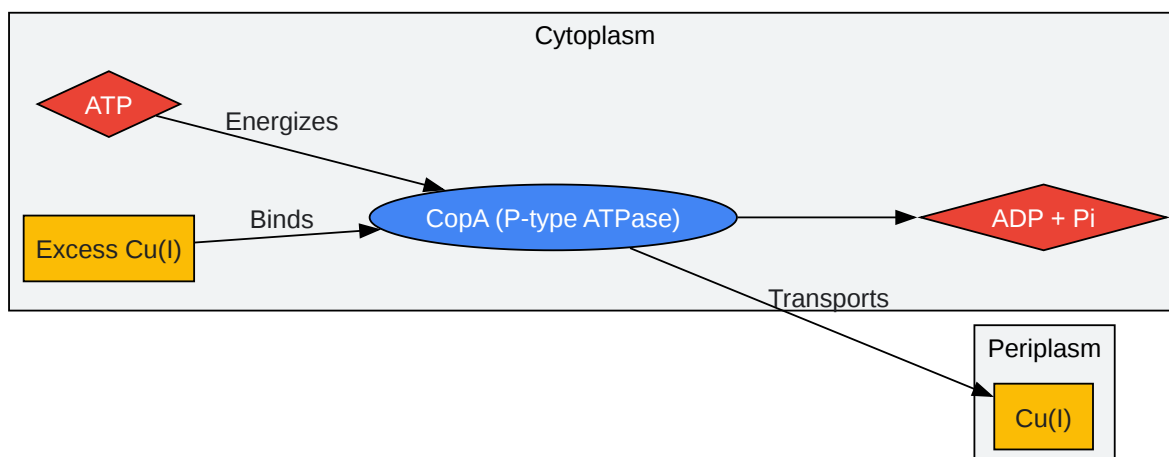 Cytoplasm
ATP
Energizes
Excess Cu(I)
Binds
CopA (P-type ATPase)
ADP + Pi
Transports
Periplasm
Cu(I)